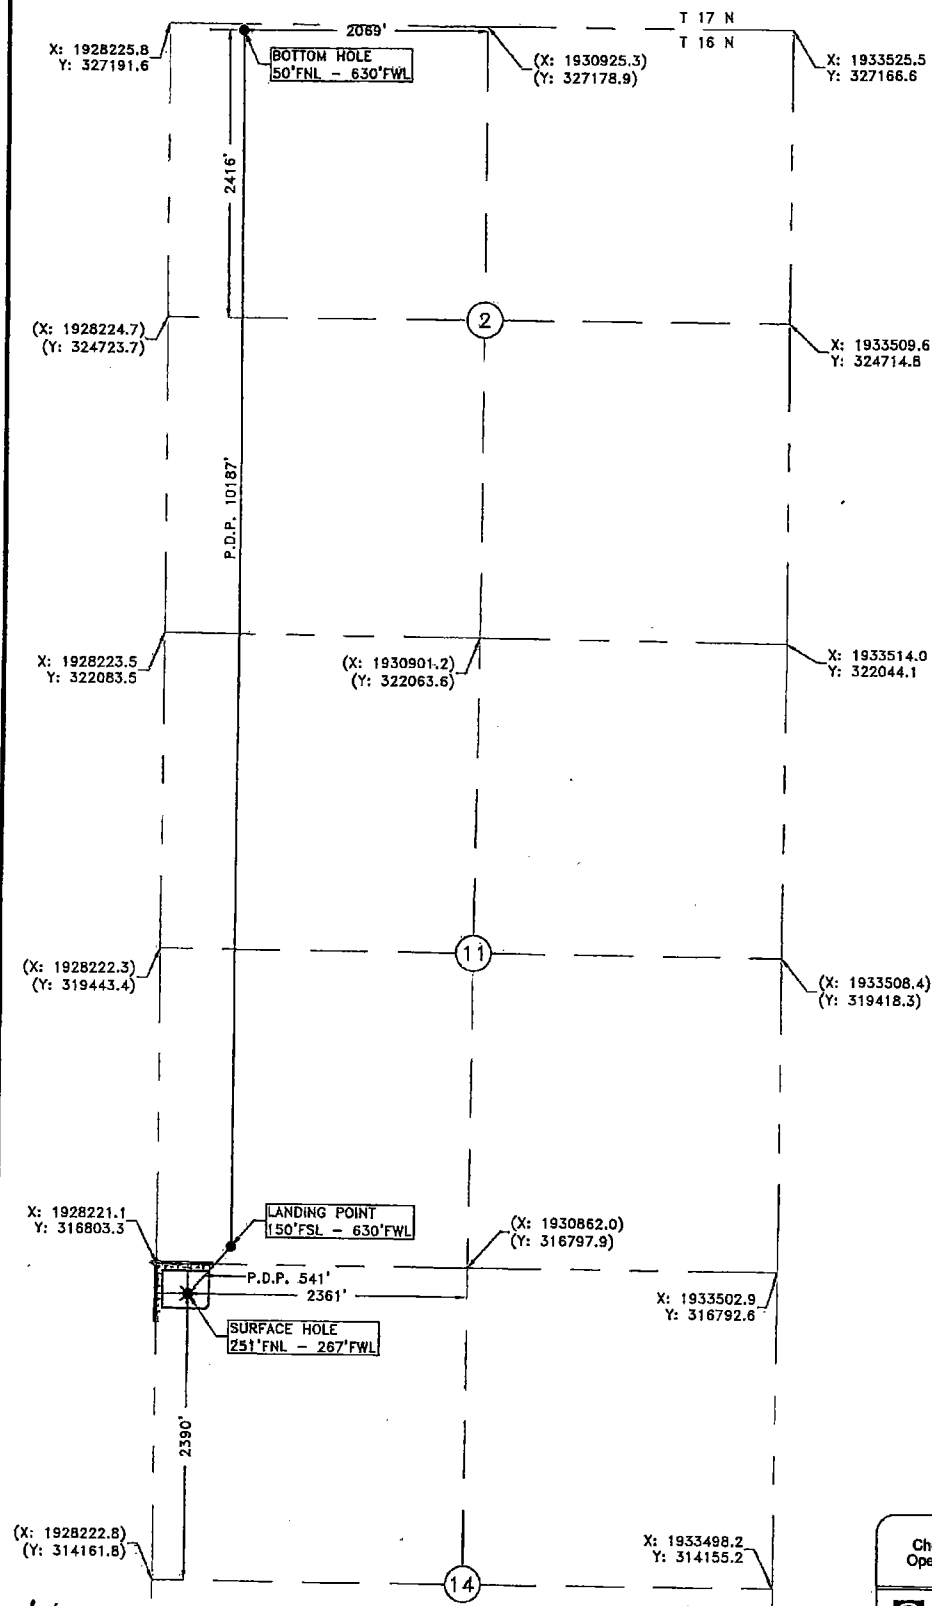 T 17 N
T 16 N
2069'
X: 1928225.8
Y: 327191.6
BOTTOM HOLE
50'FNL - 630'FWL
(X: 1930925.3)
(Y: 327178.9)
X: 1933525.5
Y: 327166.6
2416'
(X: 1928224.7)
(Y: 324723.7)
2
X: 1933509.6
Y: 324714.8
P.D.P. 10187'
X: 1928223.5
Y: 322083.5
(X: 1930901.2)
(Y: 322063.6)
X: 1933514.0
Y: 322044.1
11
(X: 1928222.3)
(Y: 319443.4)
(X: 1933508.4)
(Y: 319418.3)
X: 1928221.1
Y: 316803.3
LANDING POINT
150'FSL - 630'FWL
(X: 1930862.0)
(Y: 316797.9)
P.D.P. 541'
2361'
X: 1933502.9
Y: 316792.6
SURFACE HOLE
251'FNL - 267'FWL
2390'
(X: 1928222.8)
(Y: 314161.8)
X: 1933498.2
Y: 314155.2
14
Ch
Ope